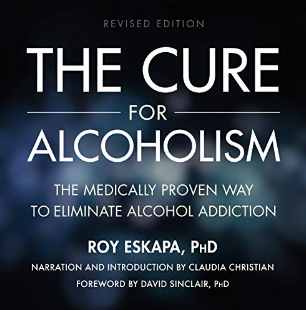 REVISED EDITION
THE CURE
FOR
ALCOHOLISM
THE MEDICALLY PROVEN WAY
TO ELIMINATE ALCOHOL ADDICTION
ROY ESKAPA, PHD
NARRATION AND INTRODUCTION BY CLAUDIA CHRISTIAN
FOREWORD BY DAVID SINCLAIR, PHD